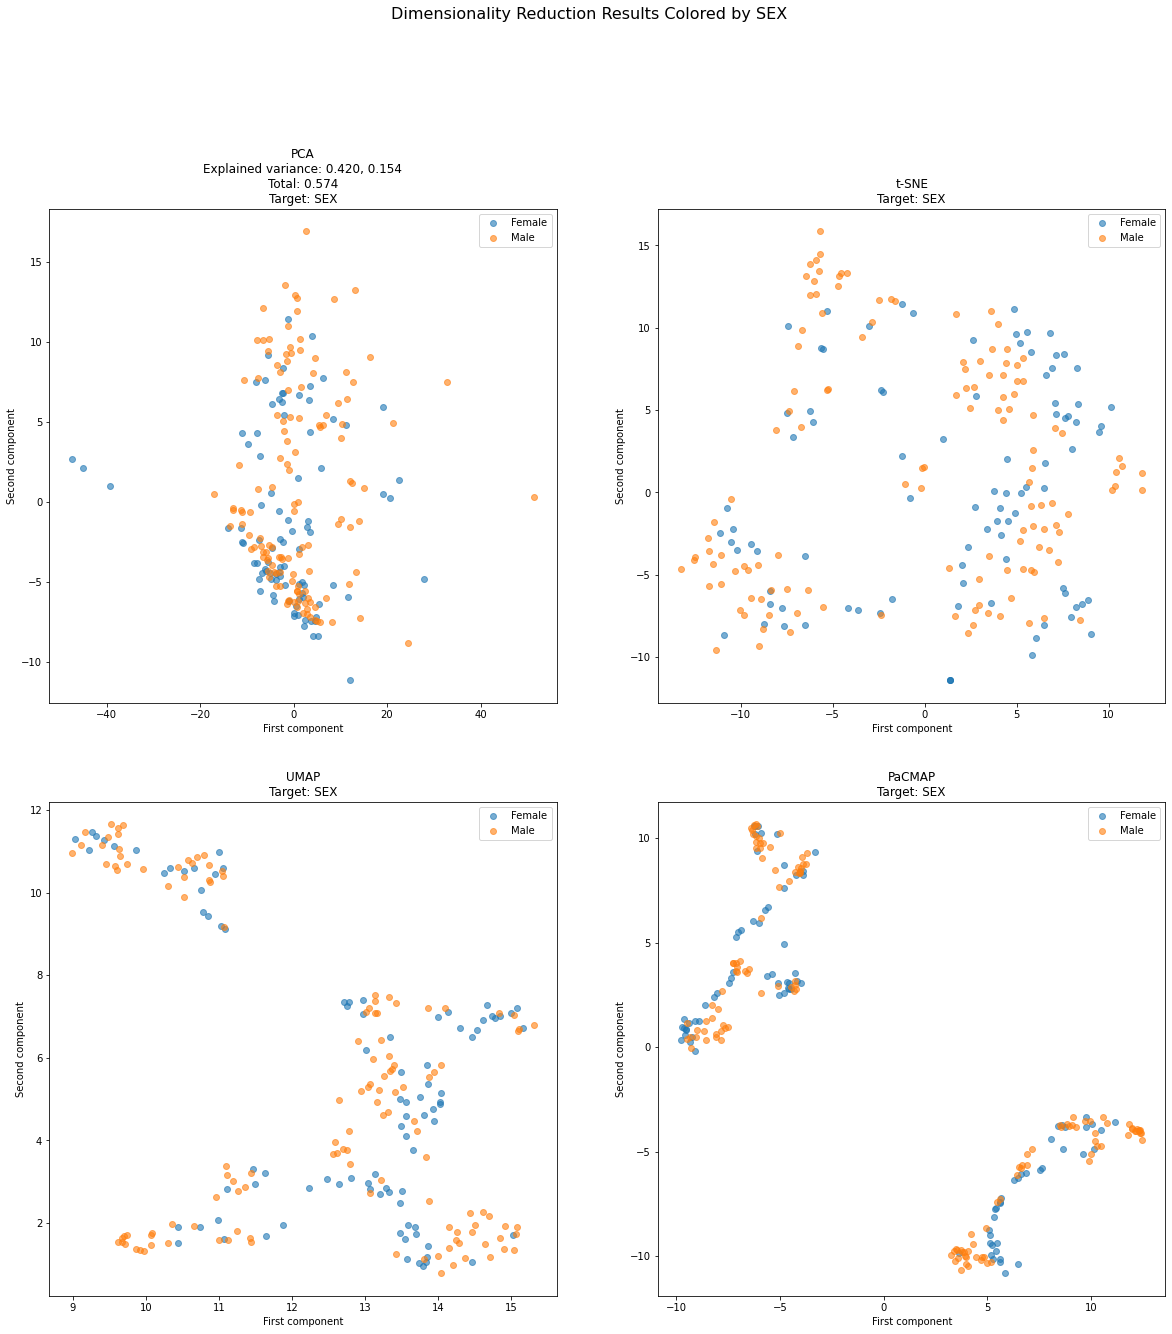 Dimensionality Reduction Results Colored by SEX
PCA
Explained variance: 0.420, 0.154
Total: 0.574
Target: SEX
Female
Male
15
10
5
0
−5
−10
Second component
−40
−20
0
20
40
First component
t-SNE
Target: SEX
Female
Male
15
10
5
0
−5
−10
Second component
−10
−5
0
5
10
First component
UMAP
Target: SEX
Female
Male
12
10
8
6
4
2
Second component
9
10
11
12
13
14
15
First component
PaCMAP
Target: SEX
Female
Male
10
5
0
−5
−10
Second component
−10
−5
0
5
10
First component